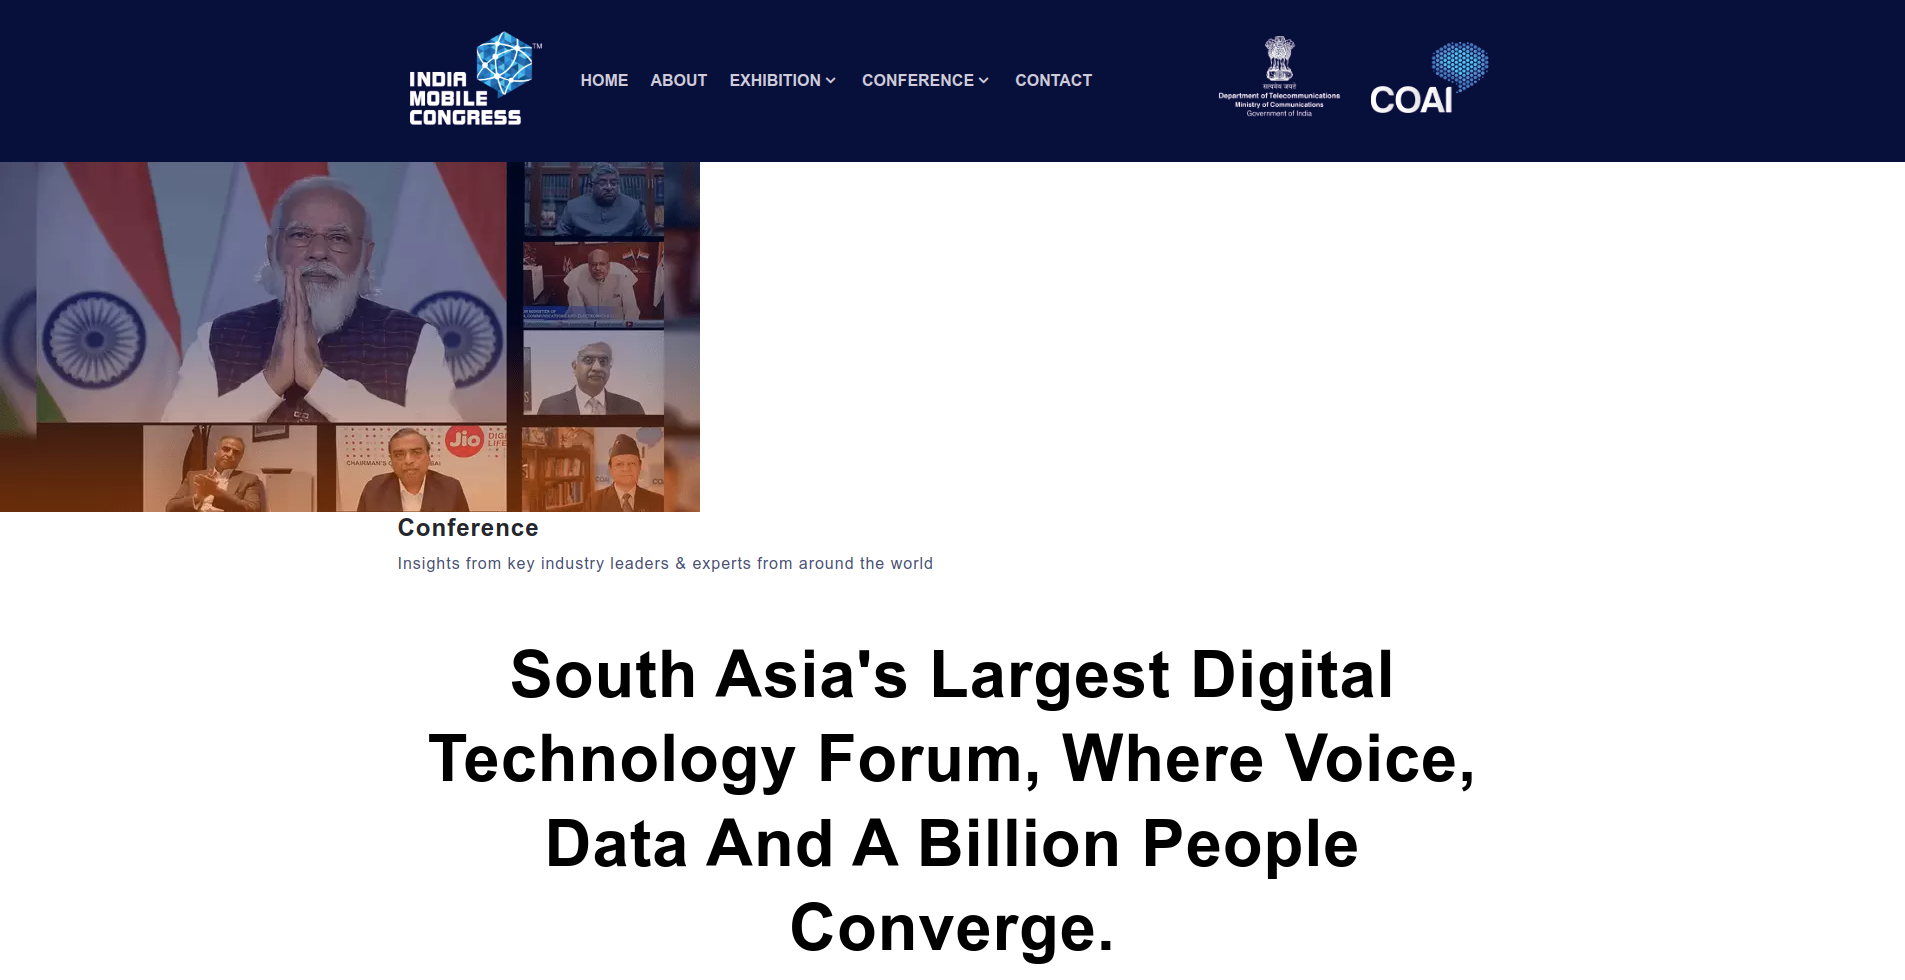 INDIA
MOBILE
CONGRESS
TM
HOME ABOUT EXHIBITION CONFERENCE CONTACT
सत्यमेव जयते
Department of Telecommunications
Ministry of Communications
Government of India
COAI
Jio
CHAIRMAN'S
Conference
Insights from key industry leaders & experts from around the world
South Asia's Largest Digital
Technology Forum, Where Voice,
Data And A Billion People
Converge.